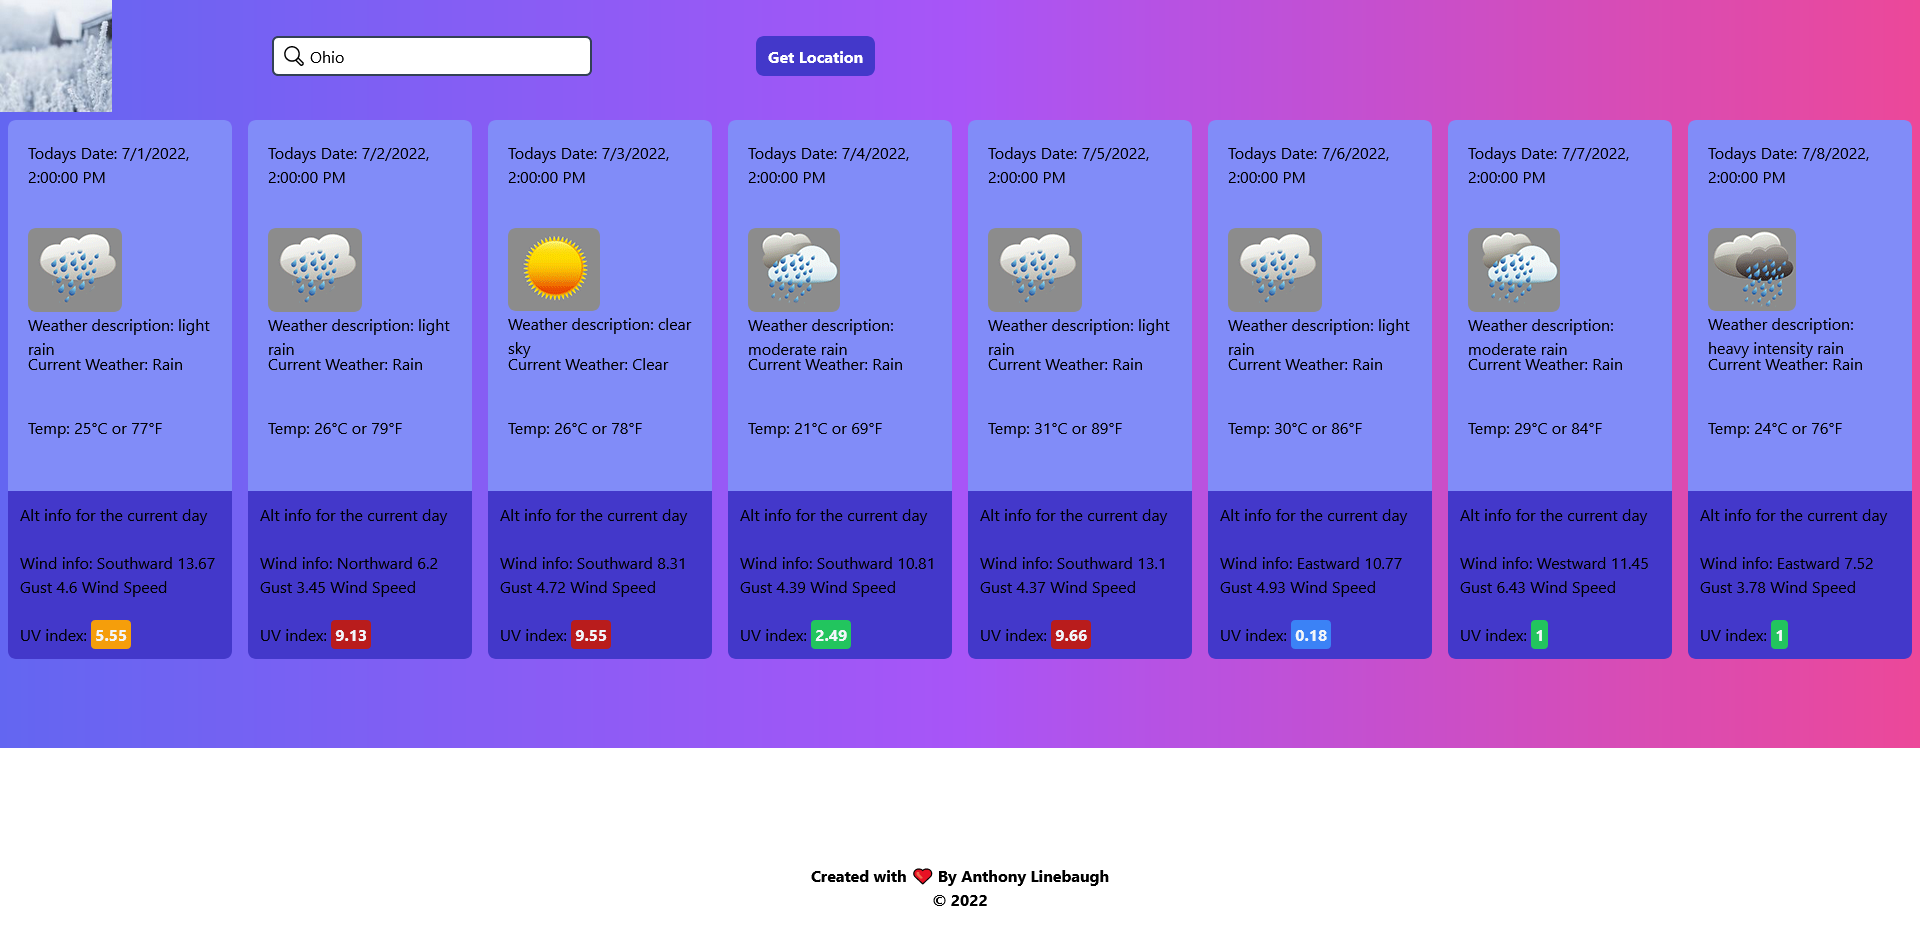 Ohio
Get Location
Todays Date: 7/1/2022,
2:00:00 PM
Weather description: light
rain
Current Weather: Rain
Temp: 25°C or 77°F
Alt info for the current day
Wind info: Southward 13.67
Gust 4.6 Wind Speed
UV index: 5.55
Todays Date: 7/2/2022,
2:00:00 PM
Weather description: light
rain
Current Weather: Rain
Temp: 26°C or 79°F
Alt info for the current day
Wind info: Northward 6.2
Gust 3.45 Wind Speed
UV index: 9.13
Todays Date: 7/3/2022,
2:00:00 PM
Weather description: clear
sky
Current Weather: Clear
Temp: 26°C or 78°F
Alt info for the current day
Wind info: Southward 8.31
Gust 4.72 Wind Speed
UV index: 9.55
Todays Date: 7/4/2022,
2:00:00 PM
Weather description:
moderate rain
Current Weather: Rain
Temp: 21°C or 69°F
Alt info for the current day
Wind info: Southward 10.81
Gust 4.39 Wind Speed
UV index: 2.49
Todays Date: 7/5/2022,
2:00:00 PM
Weather description: light
rain
Current Weather: Rain
Temp: 31°C or 89°F
Alt info for the current day
Wind info: Southward 13.1
Gust 4.37 Wind Speed
UV index: 9.66
Todays Date: 7/6/2022,
2:00:00 PM
Weather description: light
rain
Current Weather: Rain
Temp: 30°C or 86°F
Alt info for the current day
Wind info: Eastward 10.77
Gust 4.93 Wind Speed
UV index: 0.18
Todays Date: 7/7/2022,
2:00:00 PM
Weather description:
moderate rain
Current Weather: Rain
Temp: 29°C or 84°F
Alt info for the current day
Wind info: Westward 11.45
Gust 6.43 Wind Speed
UV index: 1
Todays Date: 7/8/2022,
2:00:00 PM
Weather description:
heavy intensity rain
Current Weather: Rain
Temp: 24°C or 76°F
Alt info for the current day
Wind info: Eastward 7.52
Gust 3.78 Wind Speed
UV index: 1
Created with ❤ By Anthony Linebaugh
© 2022